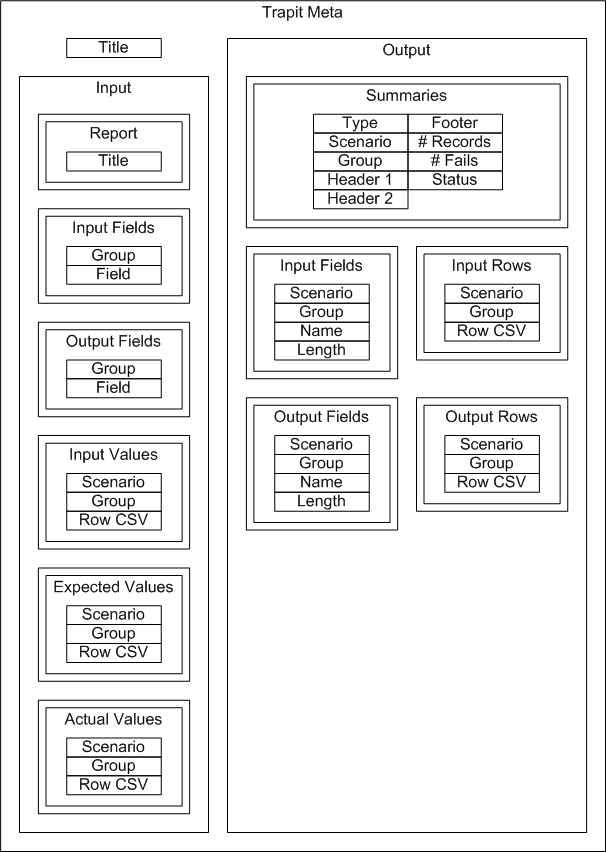 Trapit Meta
Title
Input
Report
Title
Input Fields
Group
Field
Output Fields
Group
Field
Input Values
Scenario
Group
Row CSV
Expected Values
Scenario
Group
Row CSV
Actual Values
Scenario
Group
Row CSV
Output
Summaries
Type
Scenario
Group
Header 1
Header 2
Footer
# Records
# Fails
Status
Input Fields
Scenario
Group
Name
Length
Input Rows
Scenario
Group
Row CSV
Output Fields
Scenario
Group
Name
Length
Output Rows
Scenario
Group
Row CSV